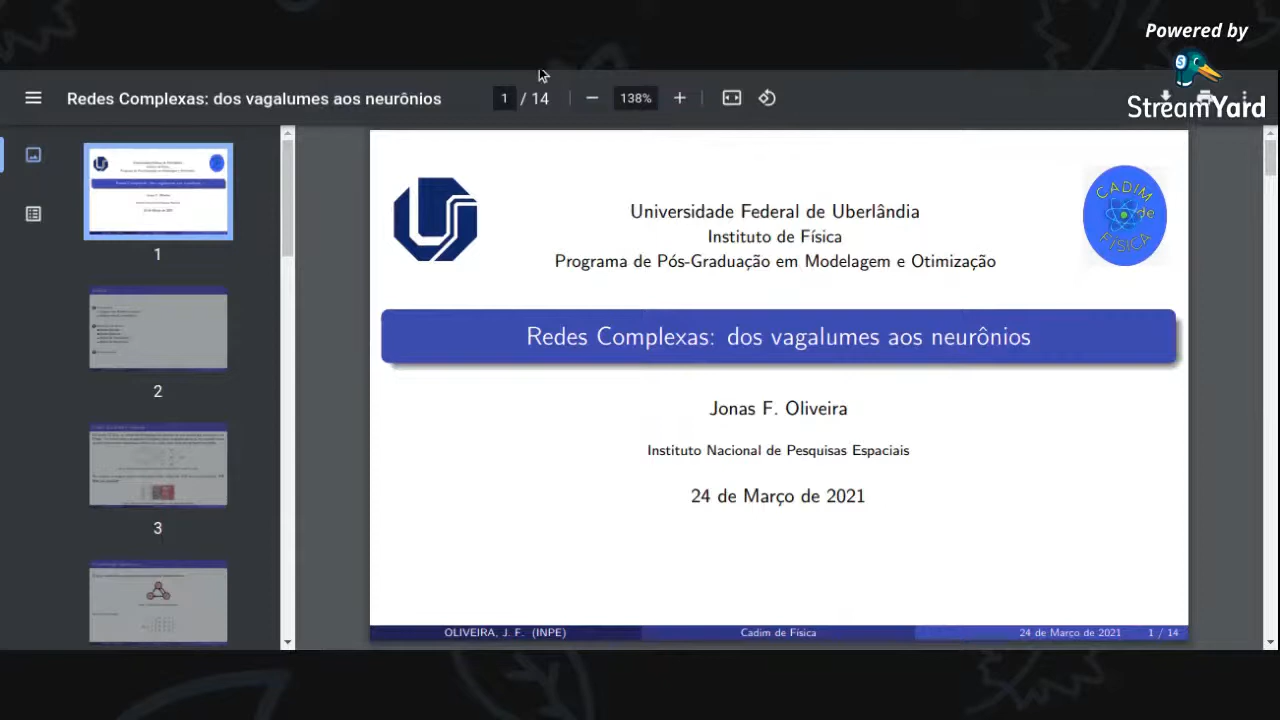 Powered by
StreamYard
Redes Complexas: dos vagalumes aos neurônios
1 / 14
138%
1
2
3
CADIM
de
FÍSICA
Universidade Federal de Uberlândia
Instituto de Física
Programa de Pós-Graduação em Modelagem e Otimização
Redes Complexas: dos vagalumes aos neurônios
Jonas F. Oliveira
Instituto Nacional de Pesquisas Espaciais
24 de Março de 2021
OLIVEIRA, J. F. (INPE)
Cadim de Física
24 de Março de 2021
1 / 14